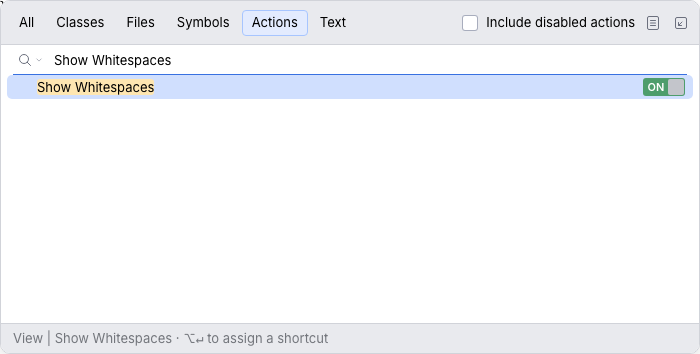 All Classes Files Symbols Actions Text Include disabled actions
Show Whitespaces
Show Whitespaces ON
View | Show Whitespaces · ⌥↵ to assign a shortcut